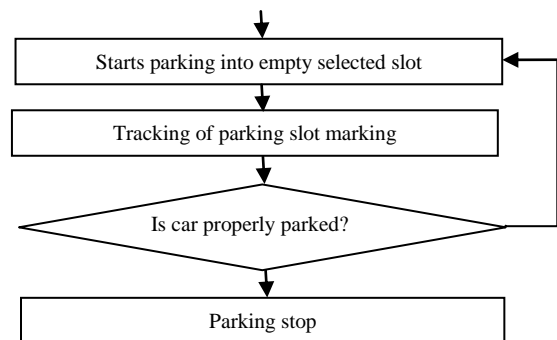 Starts parking into empty selected slot
Tracking of parking slot marking
Is car properly parked?
Parking stop